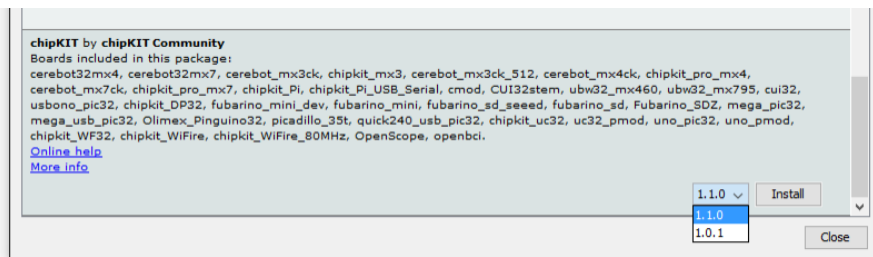 chipKIT by chipKIT Community
Boards included in this package:
cerebot32mx4, cerebot32mx7, cerebot_mx3ck, chipkit_mx3, cerebot_mx3ck_512, cerebot_mx4ck, chipkit_pro_mx4,
cerebot_mx7ck, chipkit_pro_mx7, chipkit_Pi, chipkit_Pi_USB_Serial, cmod, CUI32stem, ubw32_mx460, ubw32_mx795, cui32,
usbono_pic32, chipkit_DP32, fubarino_mini_dev, fubarino_mini, fubarino_sd_seeed, fubarino_sd, Fubarino_SDZ, mega_pic32,
mega_usb_pic32, Olimex_Pinguino32, picadillo_35t, quick240_usb_pic32, chipkit_uc32, uc32_pmod, uno_pic32, uno_pmod,
chipkit_WF32, chipkit_WiFire, chipkit_WiFire_80MHz, OpenScope, openbci.
Online help
More info
1.1.0 Install
1.1.0
1.0.1
Close